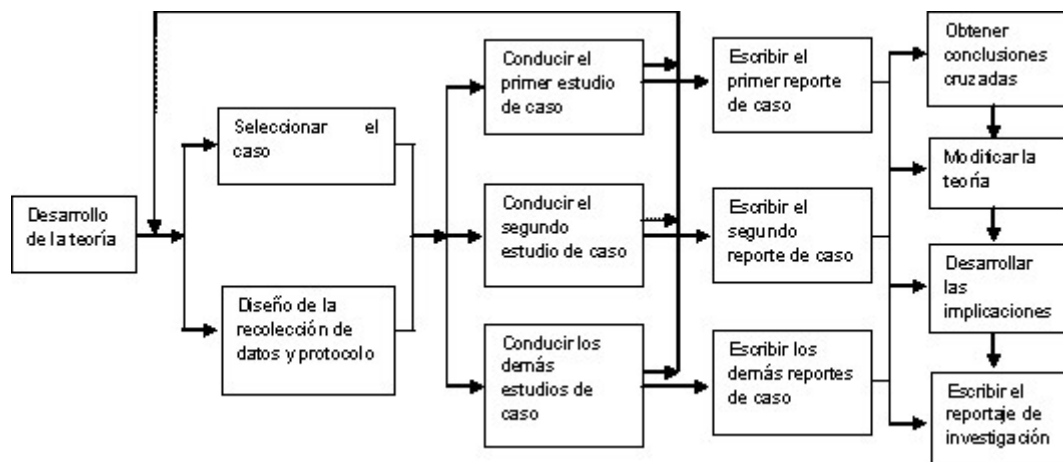 Desarrollo
de la teoría
Seleccionar el
caso
Diseño de la
recolección de
datos y protocolo
Conducir el
primer estudio
de caso
Conducir el
segundo
estudio de caso
Conducir los
demás
estudios de
caso
Escribir el
primer reporte
de caso
Escribir el
segundo
reporte de caso
Escribir los
demás reportes
de caso
Obtener
conclusiones
cruzadas
Modificar la
teoría
Desarrollar
las
implicaciones
Escribir el
reportaje de
investigación